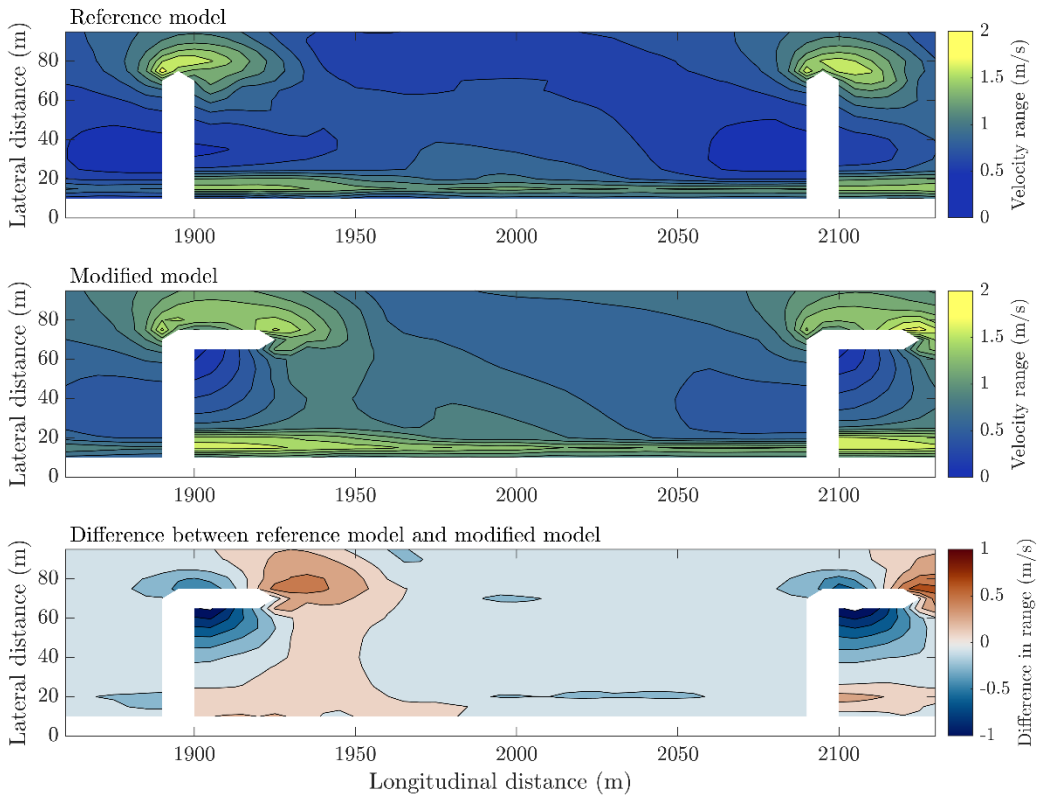 Reference model
Lateral distance (m)
80
60
40
20
0
1900 1950 2000 2050 2100
2
1.5
1
0.5
0
Velocity range (m/s)
Modified model
Lateral distance (m)
80
60
40
20
0
1900 1950 2000 2050 2100
2
1.5
1
0.5
0
Velocity range (m/s)
Difference between reference model and modified model
Lateral distance (m)
80
60
40
20
0
1900 1950 2000 2050 2100
Longitudinal distance (m)
1
0.5
0
-0.5
-1
Difference in range (m/s)